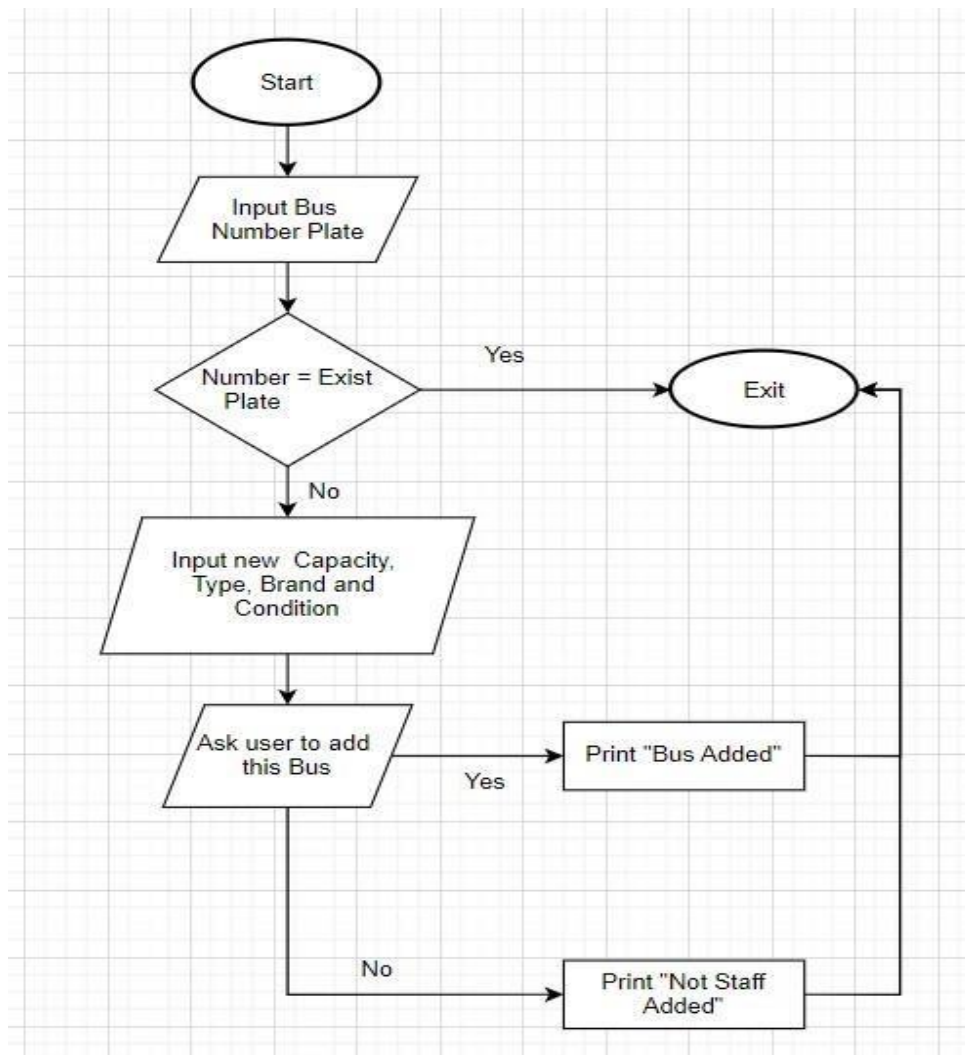 Start
Input Bus
Number Plate
Number = Exist
Plate
Yes
Exit
No
Input new Capacity,
Type, Brand and
Condition
Ask user to add
this Bus
Yes
Print "Bus Added"
No
Print "Not Staff
Added"